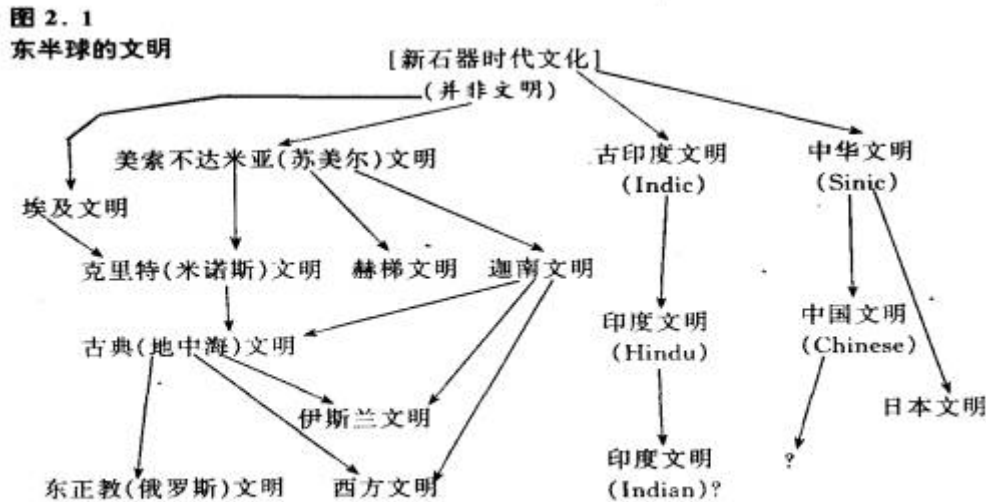 图 2.1
东半球的文明
[新石器时代文化]
(并非文明)
美索不达米亚(苏美尔)文明
古印度文明
(Indic)
中华文明
(Sinic)
埃及文明
克里特(米诺斯)文明
赫梯文明
迦南文明
古典(地中海)文明
印度文明
(Hindu)
中国文明
(Chinese)
伊斯兰文明
日本文明
东正教(俄罗斯)文明
西方文明
印度文明
(Indian)?
?